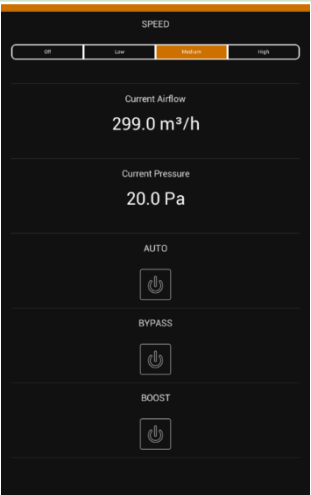 SPEED
Off Low Medium High
Current Airflow
299.0 m³/h
Current Pressure
20.0 Pa
AUTO
BYPASS
BOOST